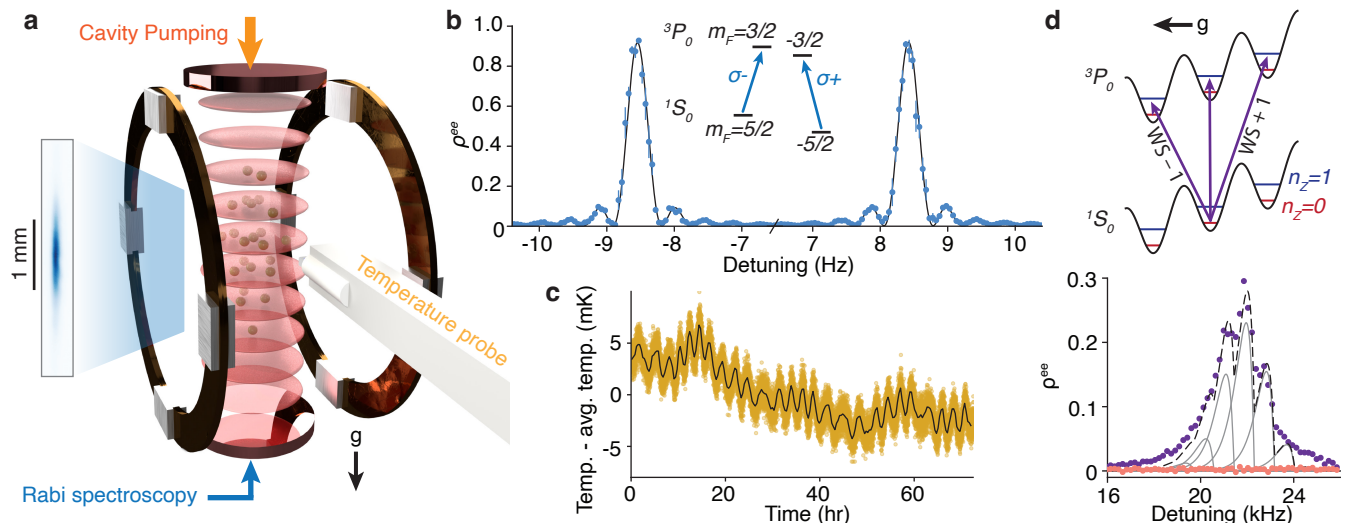 a
Cavity Pumping
1 mm
Temperature probe
g
Rabi spectroscopy
b
ρᵉᵉ
1.0
0.8
0.6
0.4
0.2
0
³P₀ m_F=3/2 -3/2
σ- σ+
¹S₀ m_F=5/2 -5/2
-10 -9 -8 -7 7 8 9 10
Detuning (Hz)
c
Temp. - avg. temp. (mK)
5
0
-5
0 20 40 60
Time (hr)
d
g
³P₀
WS - 1 WS + 1
¹S₀
n_Z=1
n_Z=0
ρᵉᵉ
0.3
0.2
0.1
0
16 20 24
Detuning (kHz)